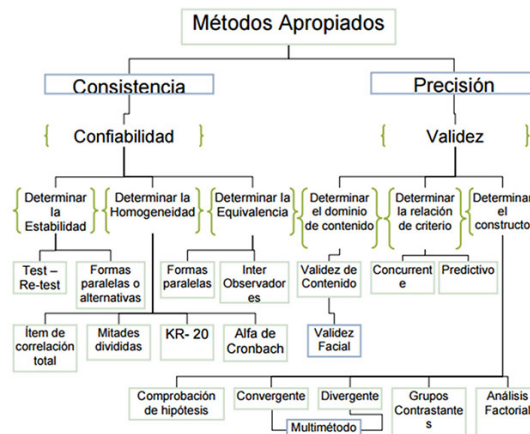 Métodos Apropiados
Consistencia
Precisión
Confiabilidad
Validez
Determinar
la
Estabilidad
Determinar la
Homogeneidad
Determinar la
Equivalencia
Determinar
el dominio
de contenido
Determinar
la relación
de criterio
Determinar
el
constructo
Test –
Re-test
Formas
paralelas o
alternativas
Formas
paralelas
Inter
Observador
es
Validez de
Contenido
Concurrent
e
Predictivo
Ítem de
correlación
total
Mitades
divididas
KR- 20
Alfa de
Cronbach
Validez
Facial
Comprobación
de hipótesis
Convergente
Divergente
Multimétodo
Grupos
Contrastante
s
Análisis
Factorial